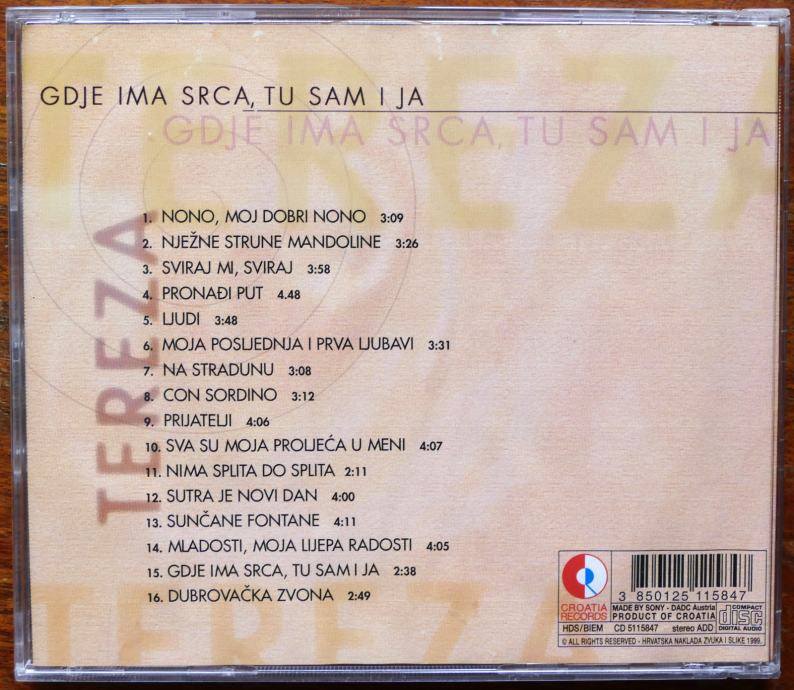 GDJE IMA SRCA, TU SAM I JA
GDJE IMA SRCA, TU SAM I JA
TEREZA
TEREZA
1. NONO, MOJ DOBRI NONO 3:09
2. NJEŽNE STRUNE MANDOLINE 3:26
3. SVIRAJ MI, SVIRAJ 3:58
4. PRONAĐI PUT 4.48
5. LJUDI 3:48
6. MOJA POSLJEDNJA I PRVA LJUBAVI 3:31
7. NA STRADUNU 3:08
8. CON SORDINO 3:12
9. PRIJATELJI 4:06
10. SVA SU MOJA PROLJEĆA U MENI 4:07
11. NIMA SPLITA DO SPLITA 2:11
12. SUTRA JE NOVI DAN 4:00
13. SUNČANE FONTANE 4:11
14. MLADOSTI, MOJA LIJEPA RADOSTI 4:05
15. GDJE IMA SRCA, TU SAM I JA 2:38
16. DUBROVAČKA ZVONA 2:49
TEREZA
CROATIA
RECORDS
3 850125 115847
MADE BY SONY - DADC Austria
PRODUCT OF CROATIA
COMPACT
disc
DIGITAL AUDIO
HDS/BIEM CD 5115847 stereo ADD
© ALL RIGHTS RESERVED - HRVATSKA NAKLADA ZVUKA I SLIKE 1999.